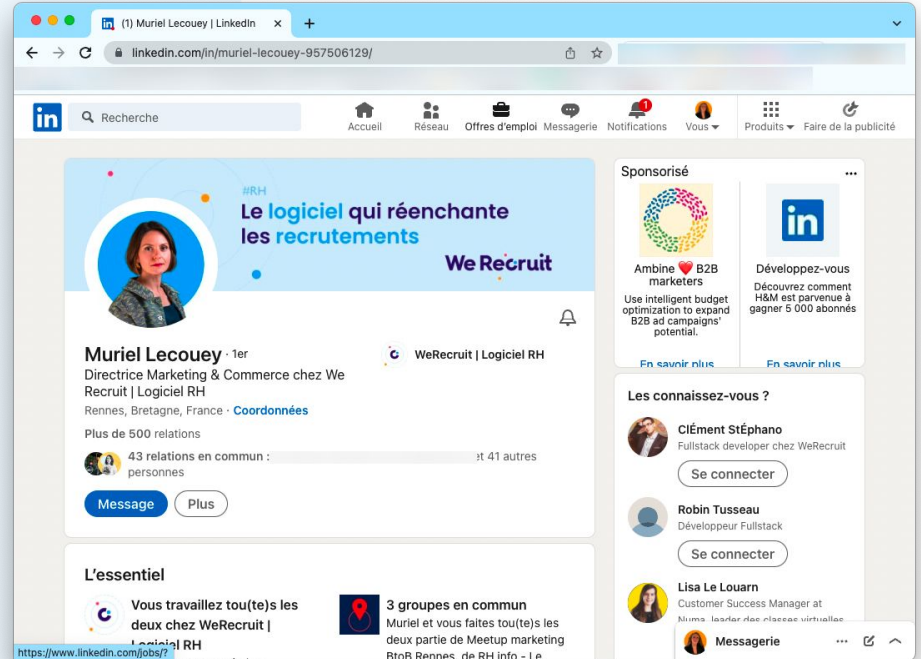 (1) Muriel Lecouey | LinkedIn
linkedin.com/in/muriel-lecouey-957506129/
in
Recherche
Accueil
Réseau
Offres d'emploi
Messagerie
1
Notifications
Vous
Produits
Faire de la publicité
#RH
Le logiciel qui réenchante
les recrutements
We Recruit
Muriel Lecouey · 1er
WeRecruit | Logiciel RH
Directrice Marketing & Commerce chez We
Recruit | Logiciel RH
Rennes, Bretagne, France · Coordonnées
Plus de 500 relations
43 relations en commun :
et 41 autres
personnes
Message
Plus
L'essentiel
Vous travaillez tou(te)s les
deux chez WeRecruit |
Logiciel RH
3 groupes en commun
Muriel et vous faites tou(te)s les
deux partie de Meetup marketing
BtoB Rennes, de RH info - Le
Sponsorisé
Ambine ❤️ B2B
marketers
Use intelligent budget
optimization to expand
B2B ad campaigns'
potential.
En savoir plus
in
Développez-vous
Découvrez comment
H&M est parvenue à
gagner 5 000 abonnés
En savoir plus
Les connaissez-vous ?
ClÉment StÉphano
Fullstack developer chez WeRecruit
Se connecter
Robin Tusseau
Développeur Fullstack
Se connecter
Lisa Le Louarn
Customer Success Manager at
Numa, leader des classes virtuelles
Messagerie
https://www.linkedin.com/jobs/?